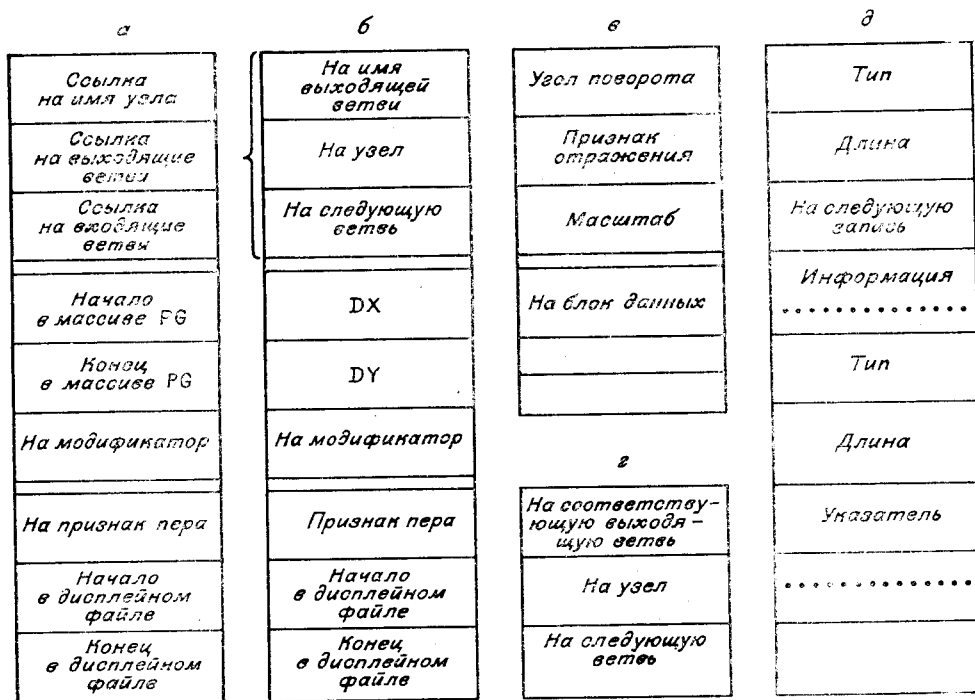 а
Ссылка
на имя узла
Ссылка
на выходящие
ветви
Ссылка
на входящие
ветвы
Начало
в массиве PG
Конец
в массиве PG
На модификатор
На признак пера
Начало
в дисплейном
файле
Конец
в дисплейном
файле
б
На имя
выходящей
ветви
На узел
На следующую
ветвь
DX
DY
На модификатор
Признак пера
Начало
в дисплейном
файле
Конец
в дисплейном
файле
в
Угол поворота
Признак
отражения
Масштаб
На блок данных
г
На соответству-
ющую выходя-
щую ветвь
На узел
На следующую
ветвь
д
Тип
Длина
На следующую
запись
Информация
Тип
Длина
Указатель